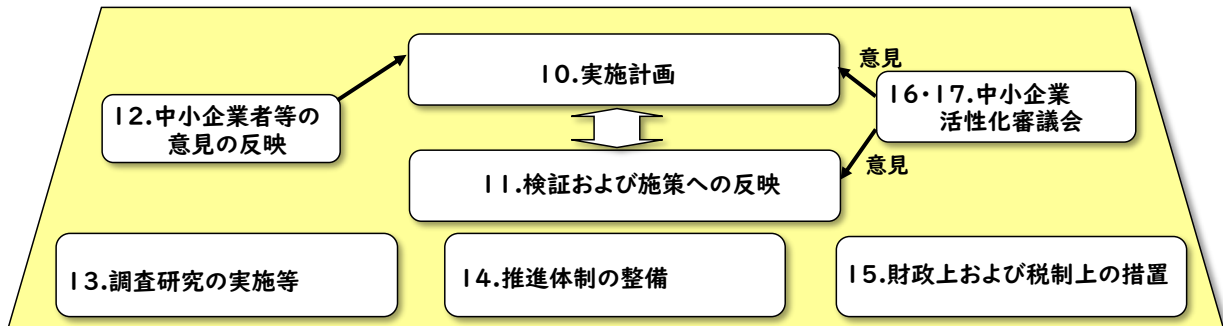 10.実施計画
意見
12.中小企業者等の
意見の反映
16・17.中小企業
活性化審議会
11.検証および施策への反映
意見
13.調査研究の実施等
14.推進体制の整備
15.財政上および税制上の措置